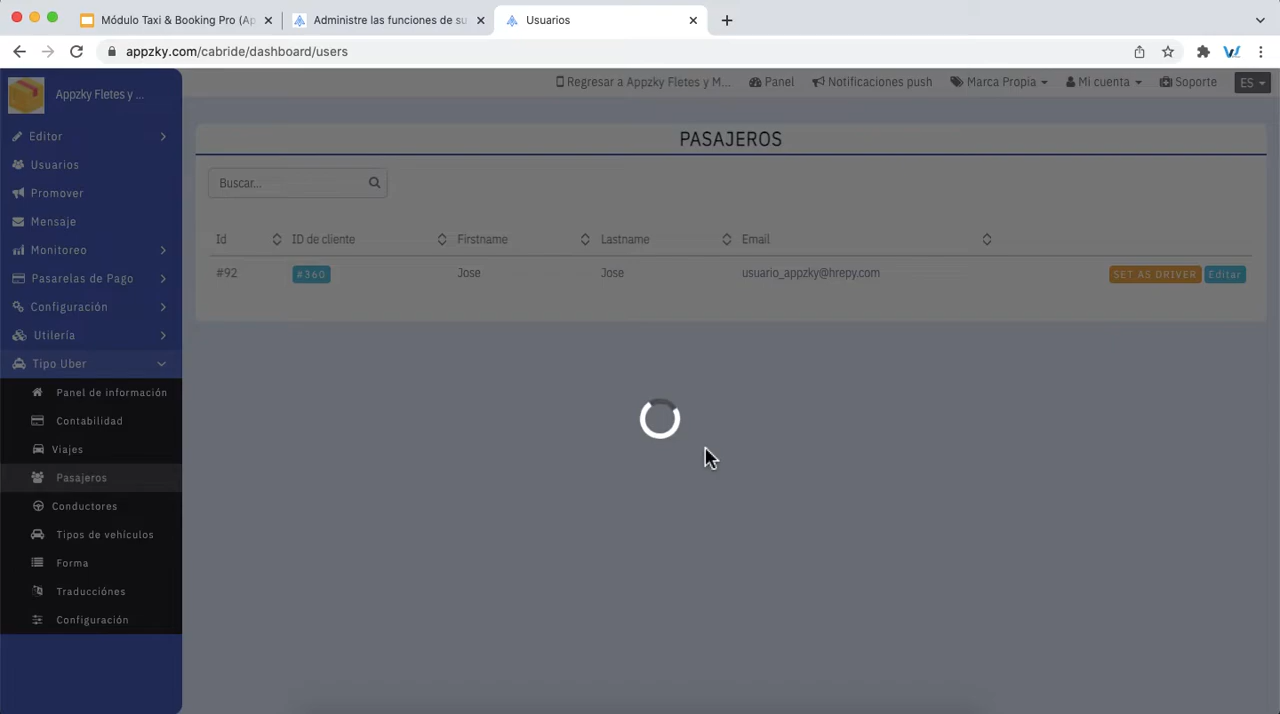 Módulo Taxi & Booking Pro (Ap
Administre las funciones de su
Usuarios
appzky.com/cabride/dashboard/users
Appzky Fletes y ...
Regresar a Appzky Fletes y M...
Panel
Notificaciones push
Marca Propia
Mi cuenta
Soporte
ES
Editor
Usuarios
Promover
Mensaje
Monitoreo
Pasarelas de Pago
Configuración
Utilería
Tipo Uber
Panel de información
Contabilidad
Viajes
Pasajeros
Conductores
Tipos de vehículos
Forma
Traducciónes
Configuración
PASAJEROS
Buscar...
Id ID de cliente Firstname Lastname Email
#92 #360 Jose Jose usuario_appzky@hrepy.com SET AS DRIVER Editar